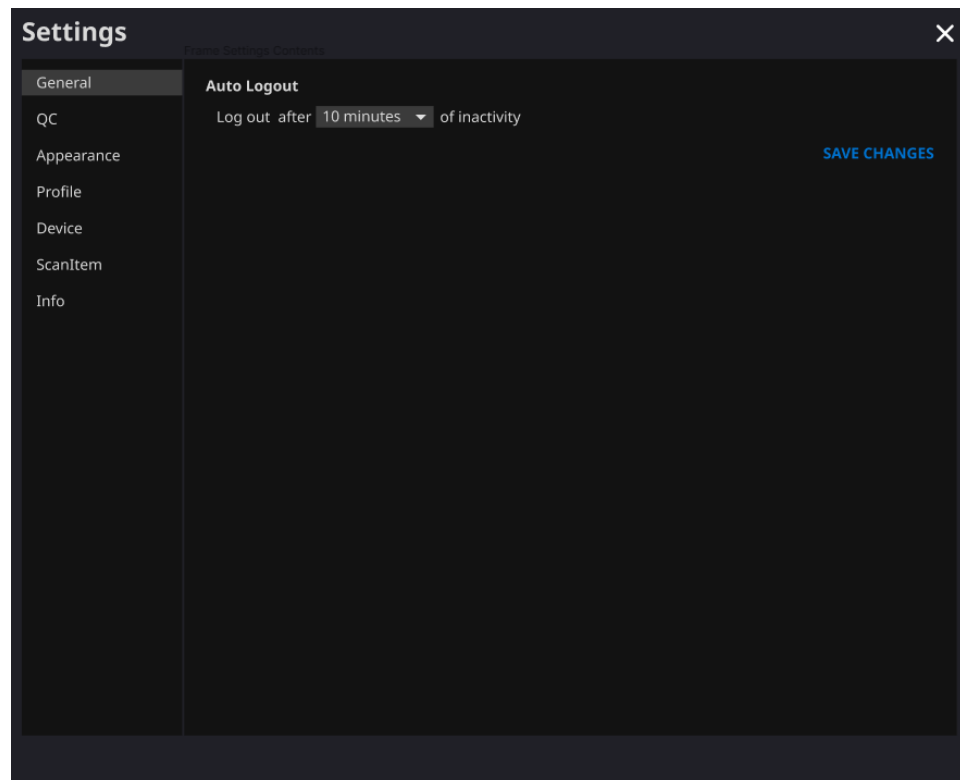 Settings
Frame Settings Contents
General
QC
Appearance
Profile
Device
ScanItem
Info
Auto Logout
Log out after 10 minutes of inactivity
SAVE CHANGES